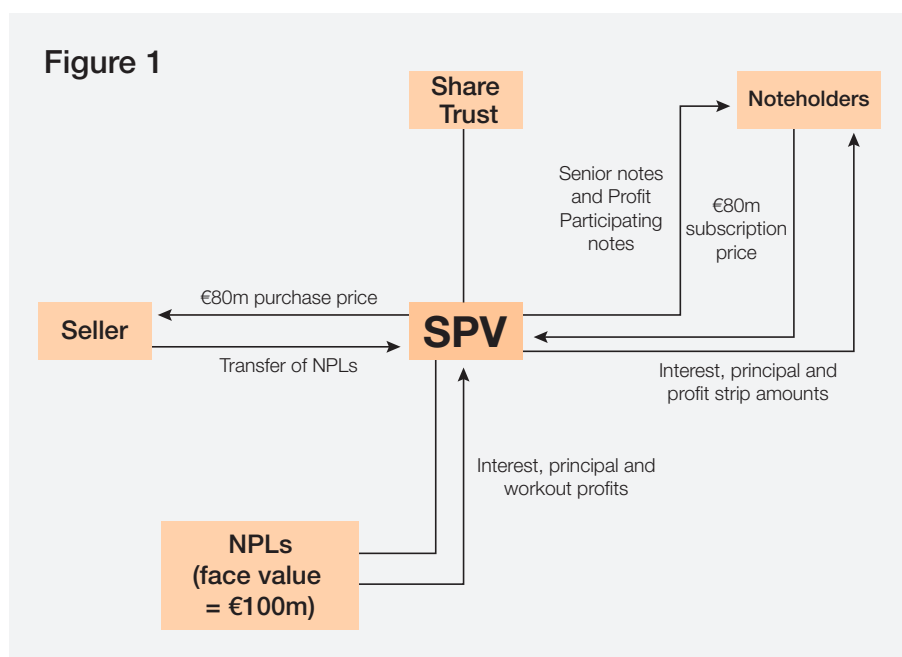 Figure 1
Share
Trust
Noteholders
Senior notes
and Profit
Participating
notes
€80m
subscription
price
€80m purchase price
Seller
SPV
Transfer of NPLs
Interest, principal and
profit strip amounts
Interest, principal and
workout profits
NPLs
(face value
= €100m)